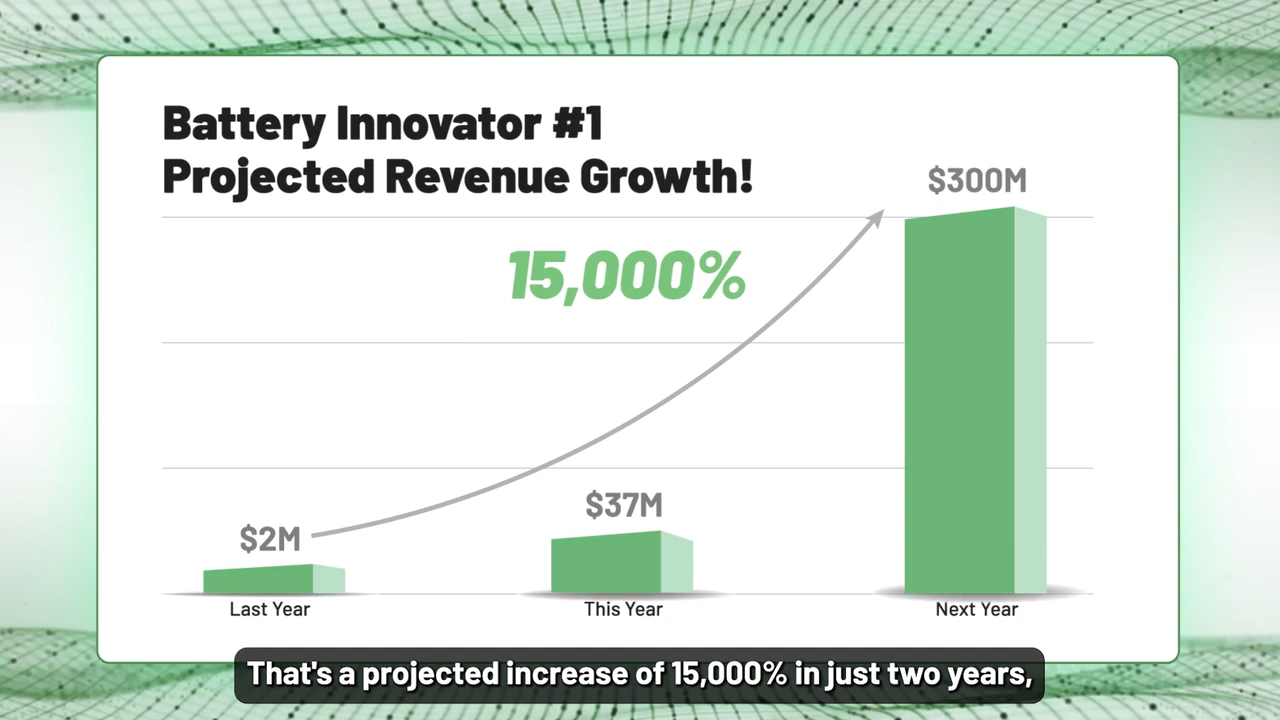 Battery Innovator #1
Projected Revenue Growth!
$300M
15,000%
$37M
$2M
Last Year
This Year
Next Year
That's a projected increase of 15,000% in just two years,